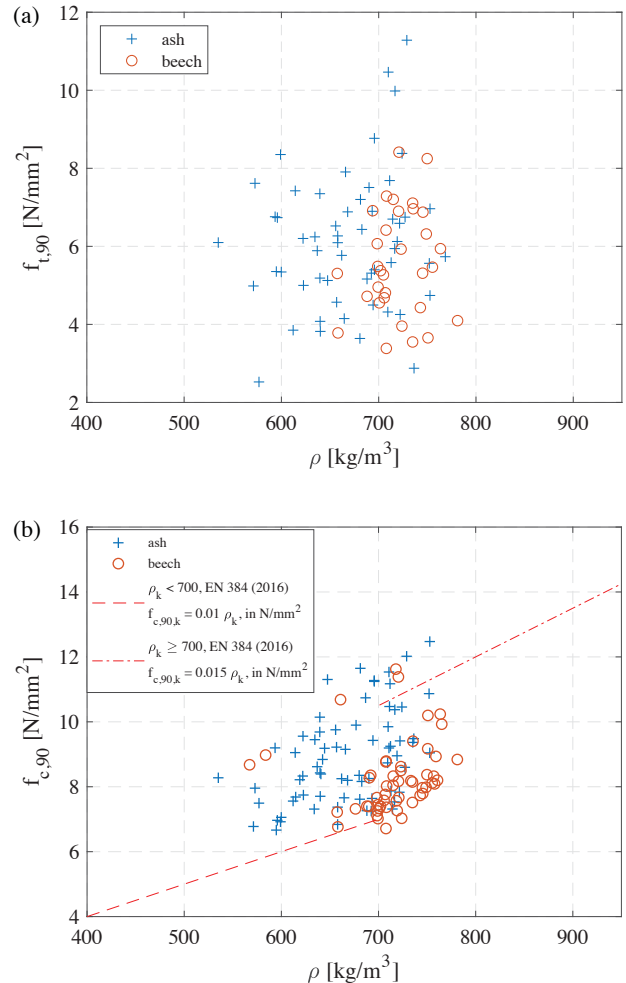 (a)
12
10
8
6
4
2
f_t,90 [N/mm²]
ash
beech
400 500 600 700 800 900
ρ [kg/m³]
(b)
16
14
12
10
8
6
4
f_c,90 [N/mm²]
ash
beech
ρ_k < 700, EN 384 (2016)
f_c,90,k = 0.01 ρ_k, in N/mm²
ρ_k ≥ 700, EN 384 (2016)
f_c,90,k = 0.015 ρ_k, in N/mm²
400 500 600 700 800 900
ρ [kg/m³]